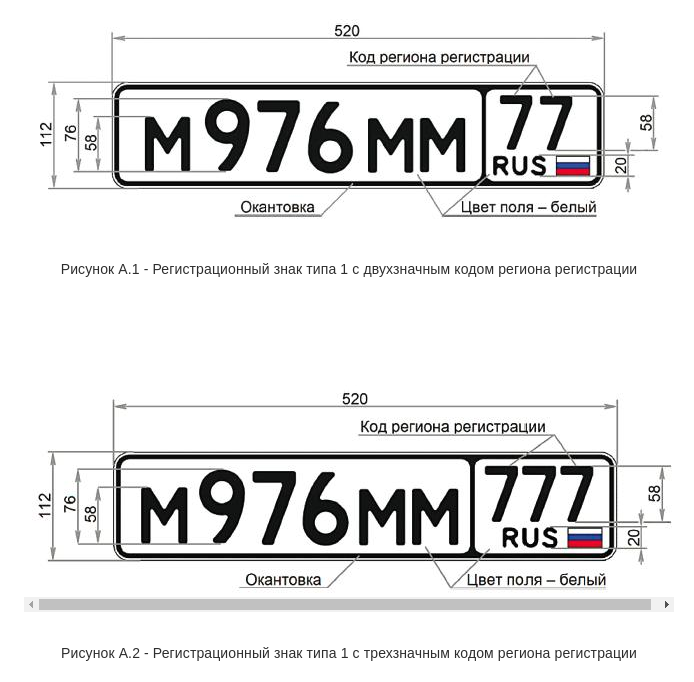 520
Код региона регистрации
112
76
58
М976ММ
77
RUS
58
20
Окантовка
Цвет поля – белый
Рисунок А.1 - Регистрационный знак типа 1 с двухзначным кодом региона регистрации
520
Код региона регистрации
112
76
58
М976ММ
777
RUS
58
20
Окантовка
Цвет поля – белый
Рисунок А.2 - Регистрационный знак типа 1 с трехзначным кодом региона регистрации